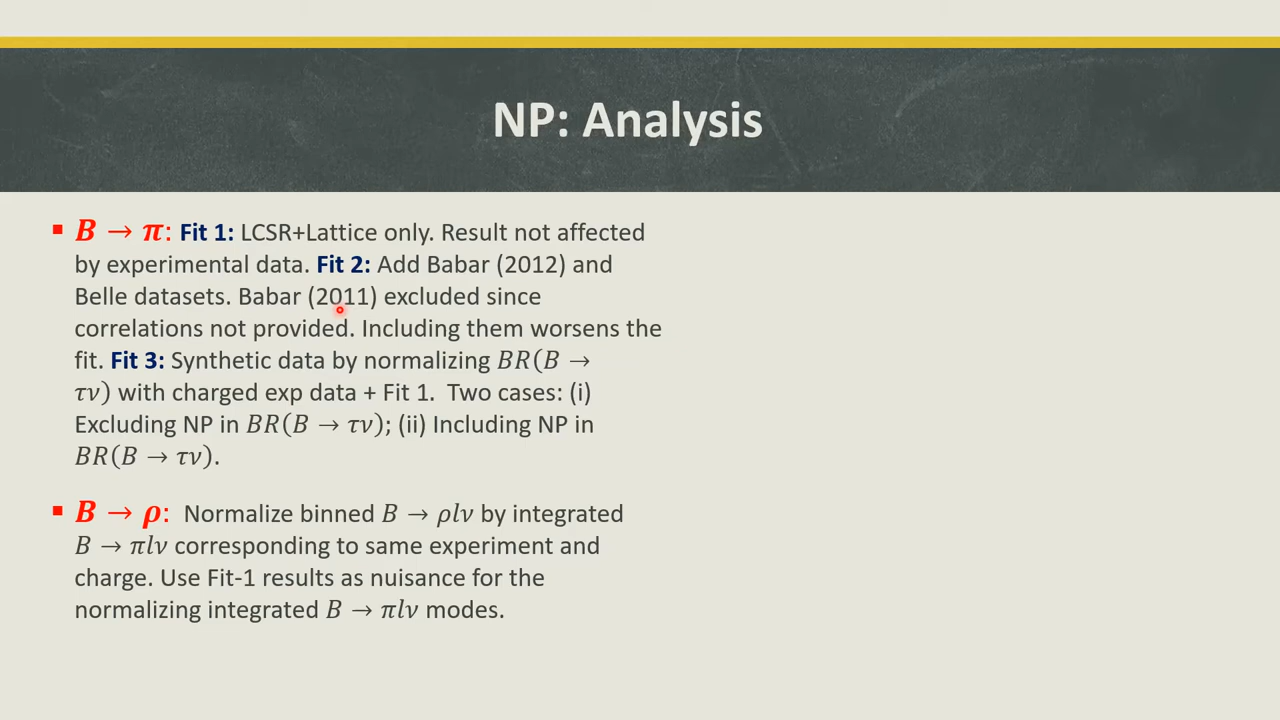 NP: Analysis
▪ B → π: Fit 1: LCSR+Lattice only. Result not affected
by experimental data. Fit 2: Add Babar (2012) and
Belle datasets. Babar (2011) excluded since
correlations not provided. Including them worsens the
fit. Fit 3: Synthetic data by normalizing BR(B →
τν) with charged exp data + Fit 1. Two cases: (i)
Excluding NP in BR(B → τν); (ii) Including NP in
BR(B → τν).
▪ B → ρ: Normalize binned B → ρlν by integrated
B → πlν corresponding to same experiment and
charge. Use Fit-1 results as nuisance for the
normalizing integrated B → πlν modes.